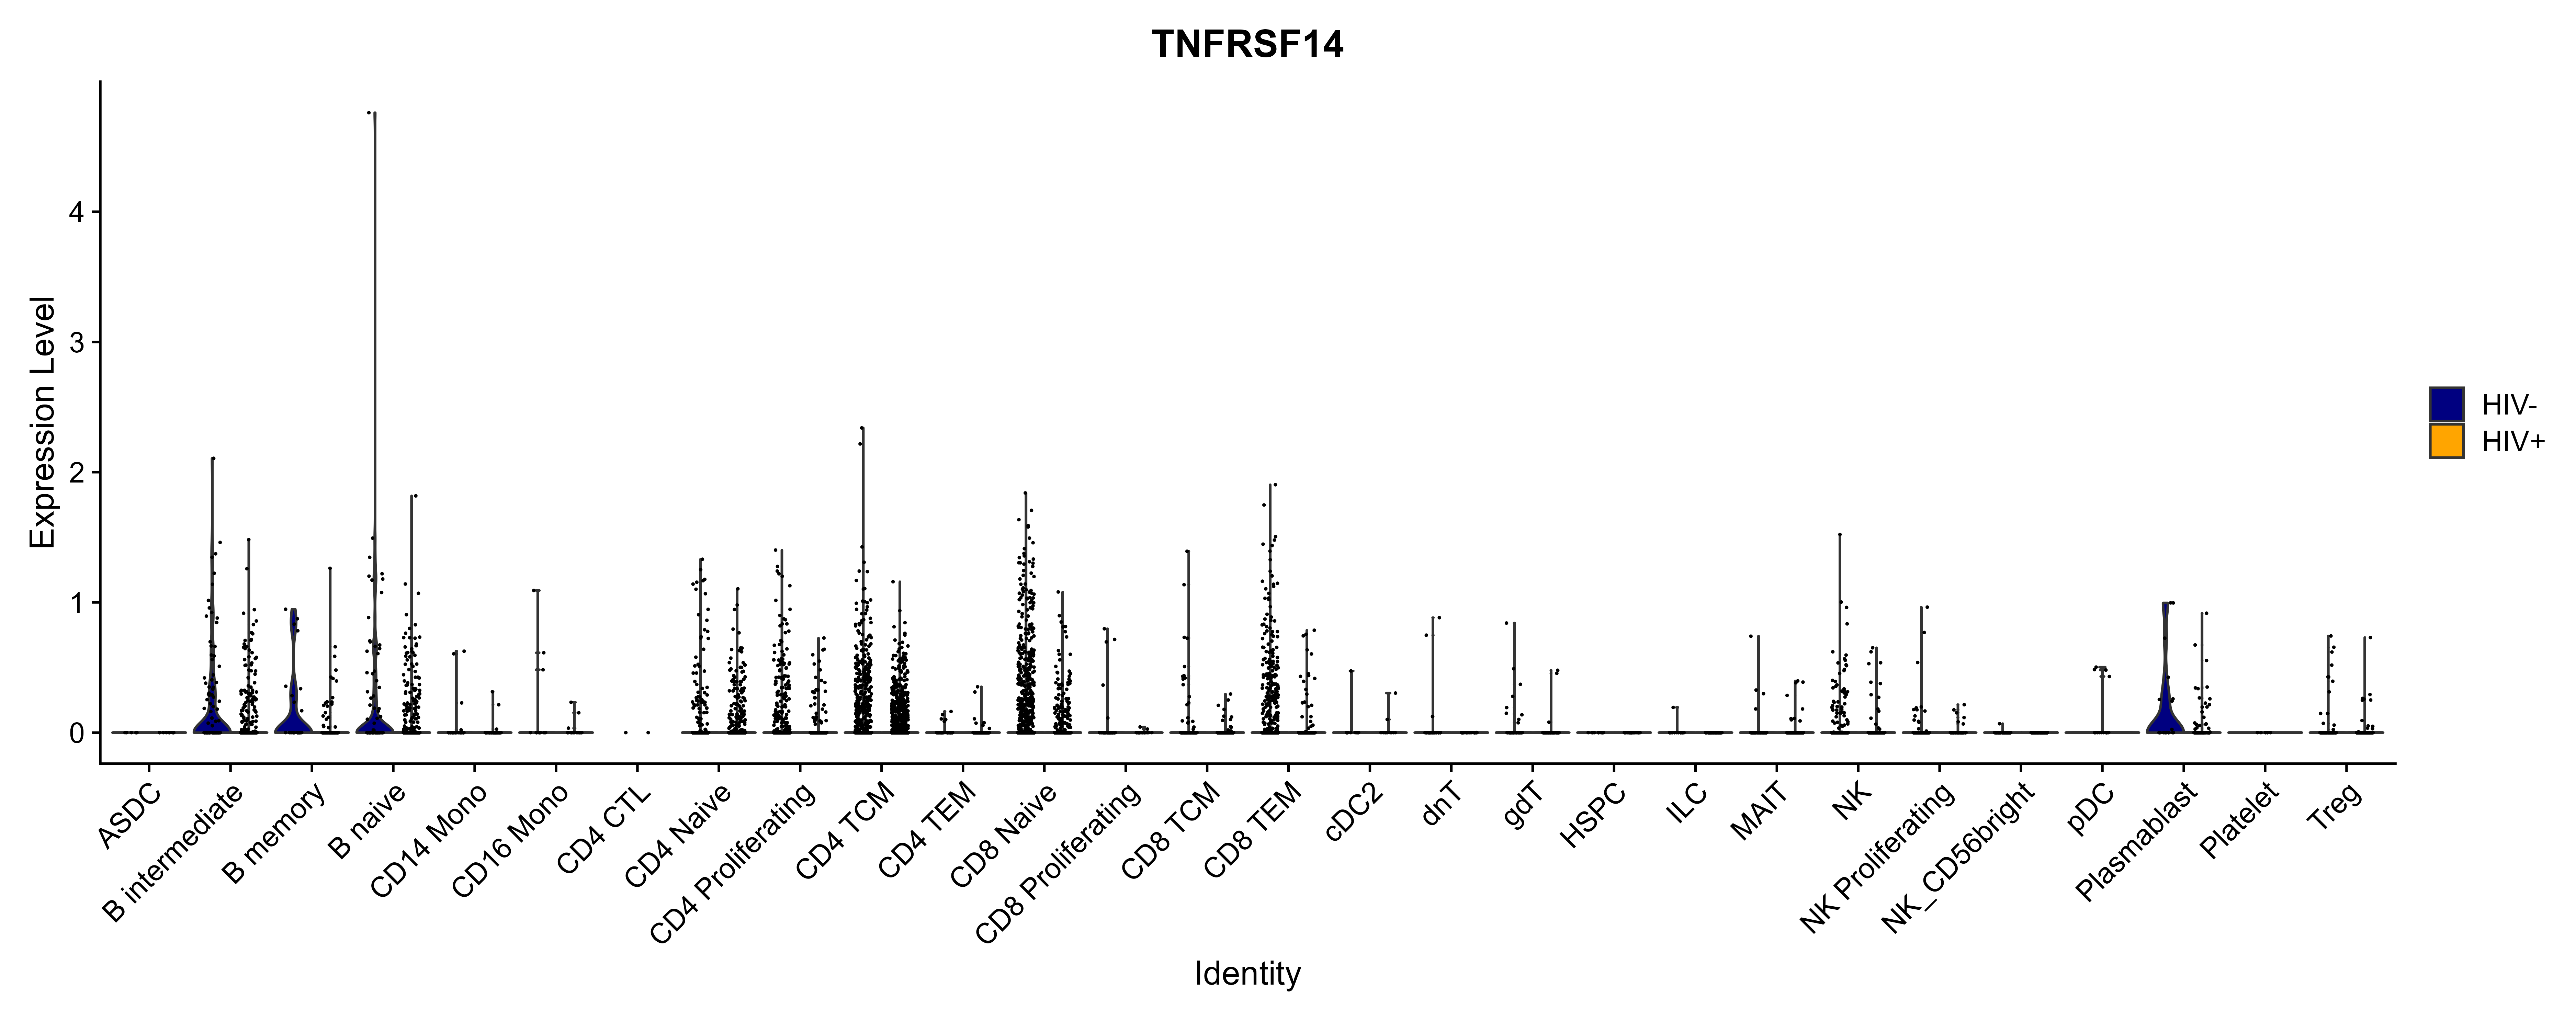 TNFRSF14
Expression Level
4
3
2
1
0
HIV-
HIV+
ASDC
B intermediate
B memory
B naive
CD14 Mono
CD16 Mono
CD4 CTL
CD4 Naive
CD4 Proliferating
CD4 TCM
CD4 TEM
CD8 Naive
CD8 Proliferating
CD8 TCM
CD8 TEM
cDC2
dnT
gdT
HSPC
ILC
MAIT
NK
NK Proliferating
NK_CD56bright
pDC
Plasmablast
Platelet
Treg
Identity